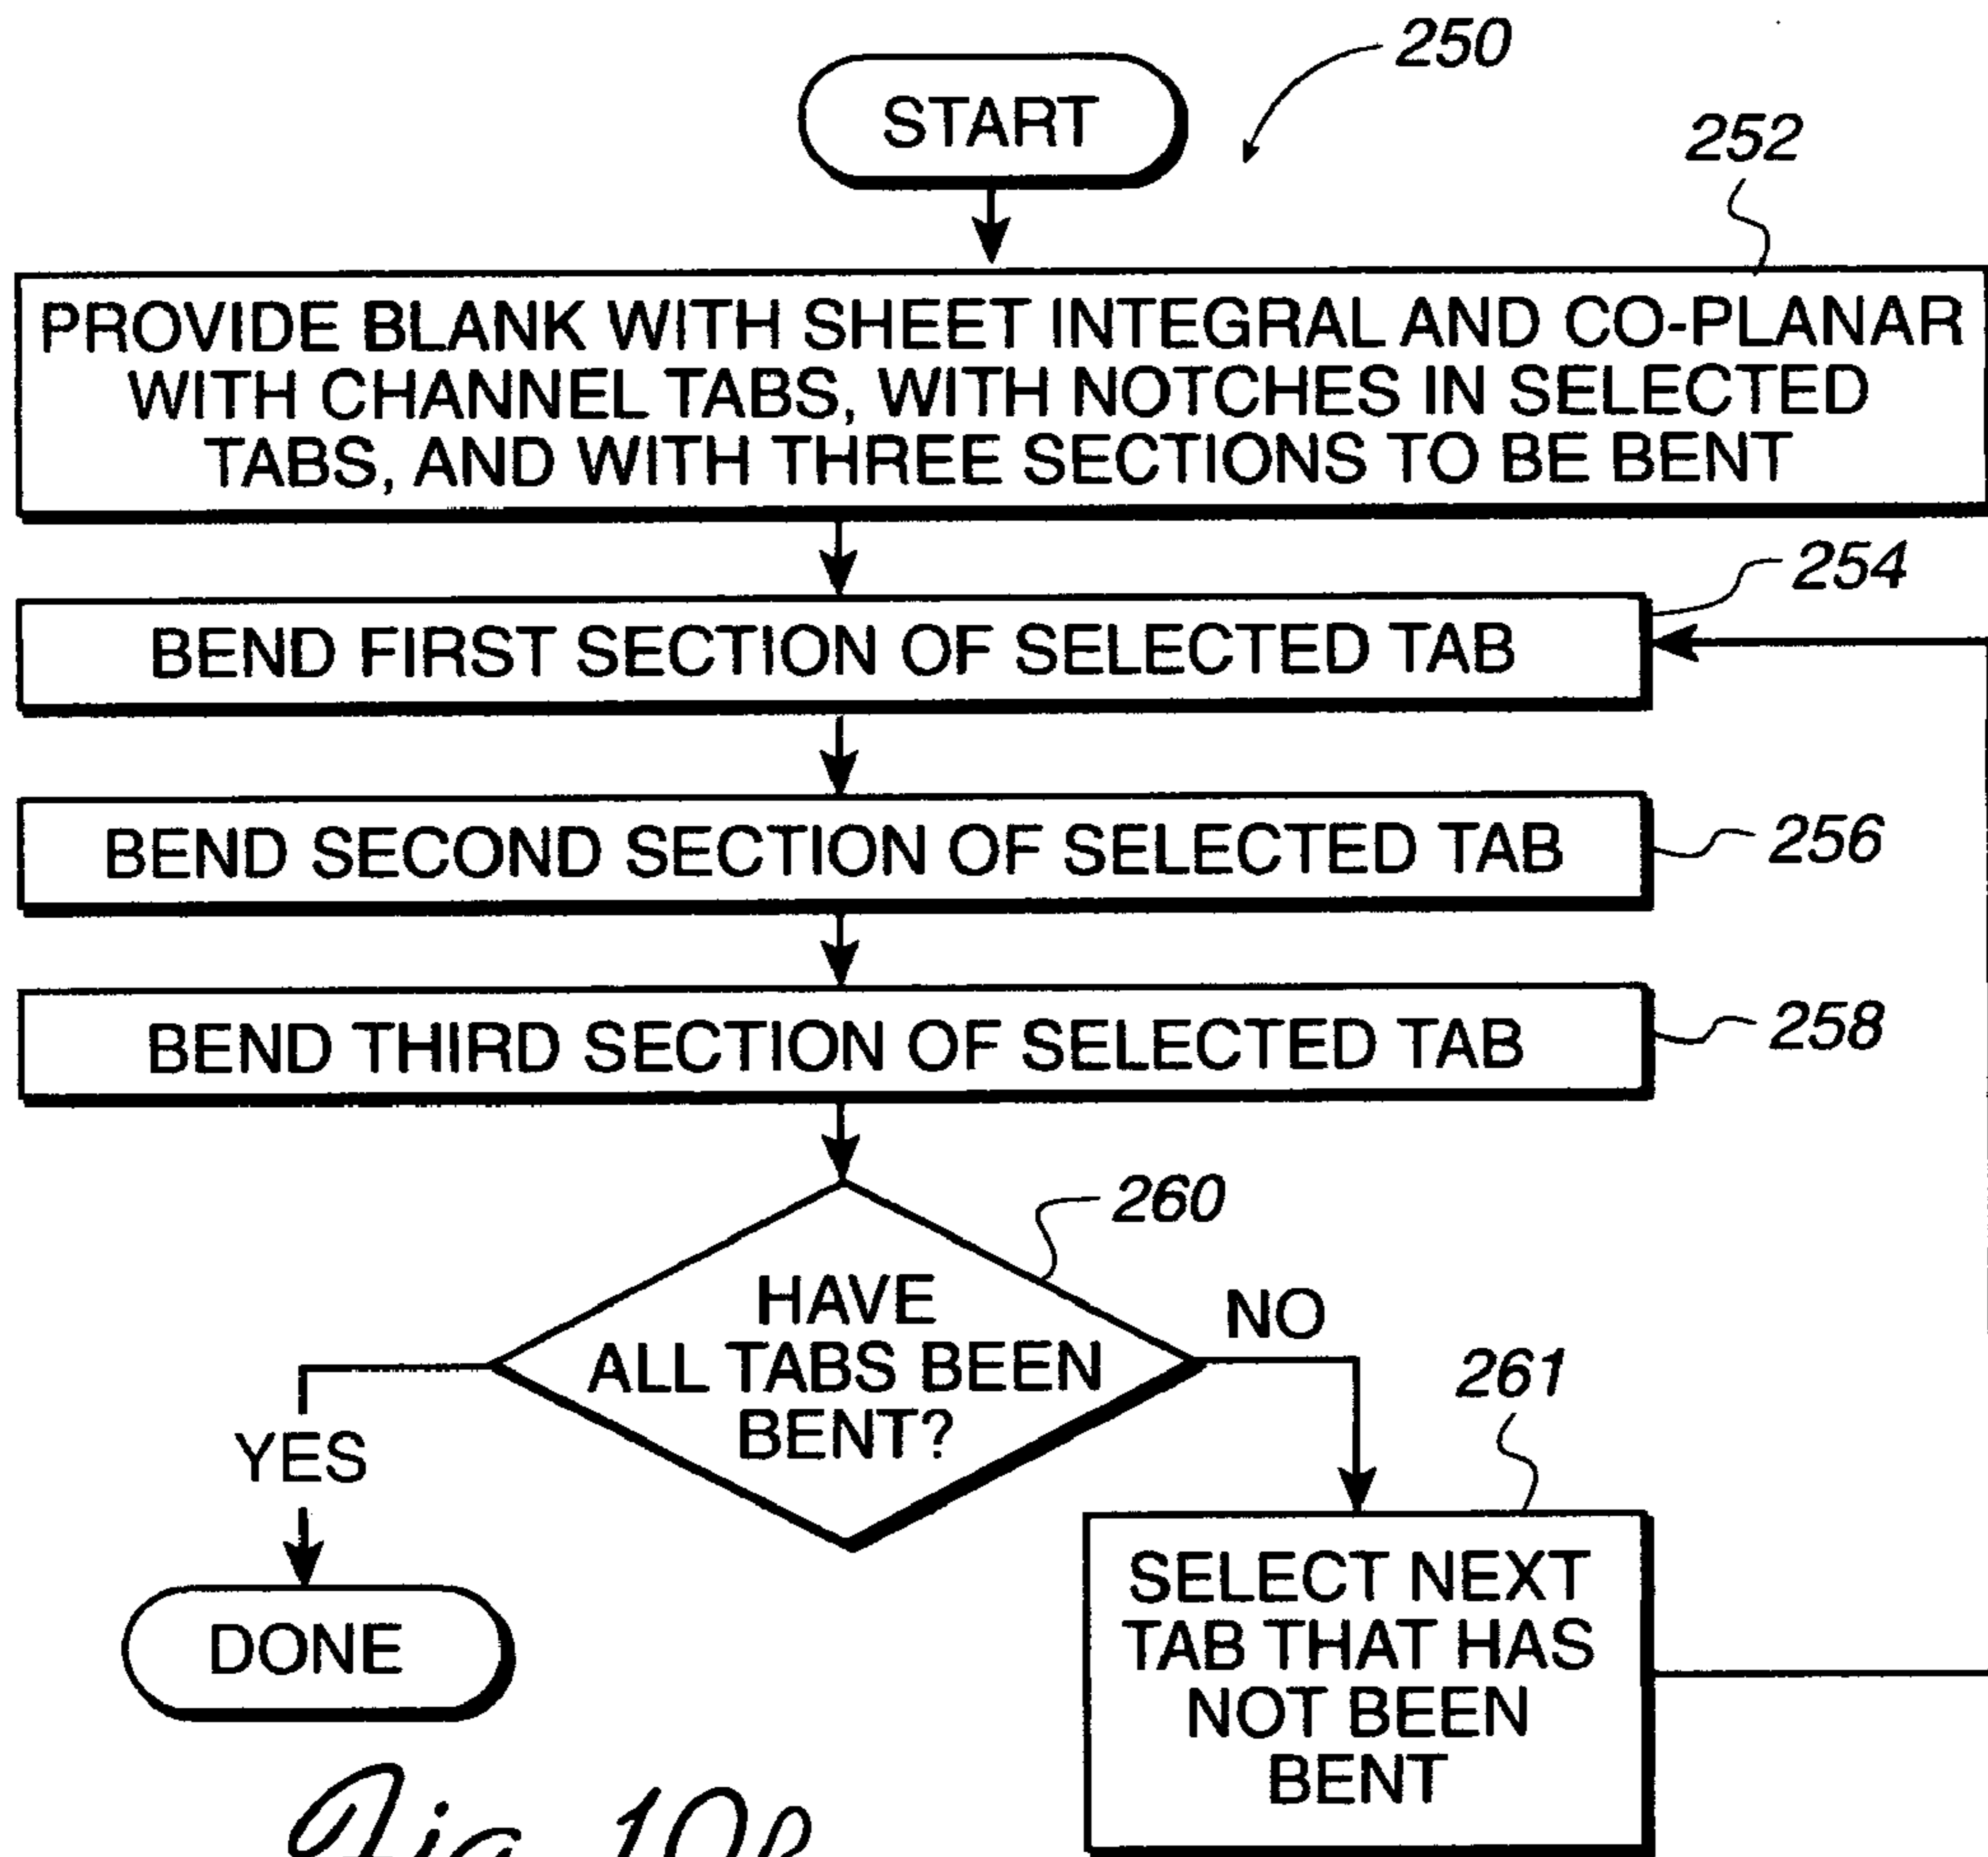 START
250
252
PROVIDE BLANK WITH SHEET INTEGRAL AND CO-PLANAR
WITH CHANNEL TABS, WITH NOTCHES IN SELECTED
TABS, AND WITH THREE SECTIONS TO BE BENT
254
BEND FIRST SECTION OF SELECTED TAB
BEND SECOND SECTION OF SELECTED TAB
256
BEND THIRD SECTION OF SELECTED TAB
258
260
HAVE
ALL TABS BEEN
BENT?
NO
YES
261
SELECT NEXT
TAB THAT HAS
NOT BEEN
BENT
DONE
Fig.